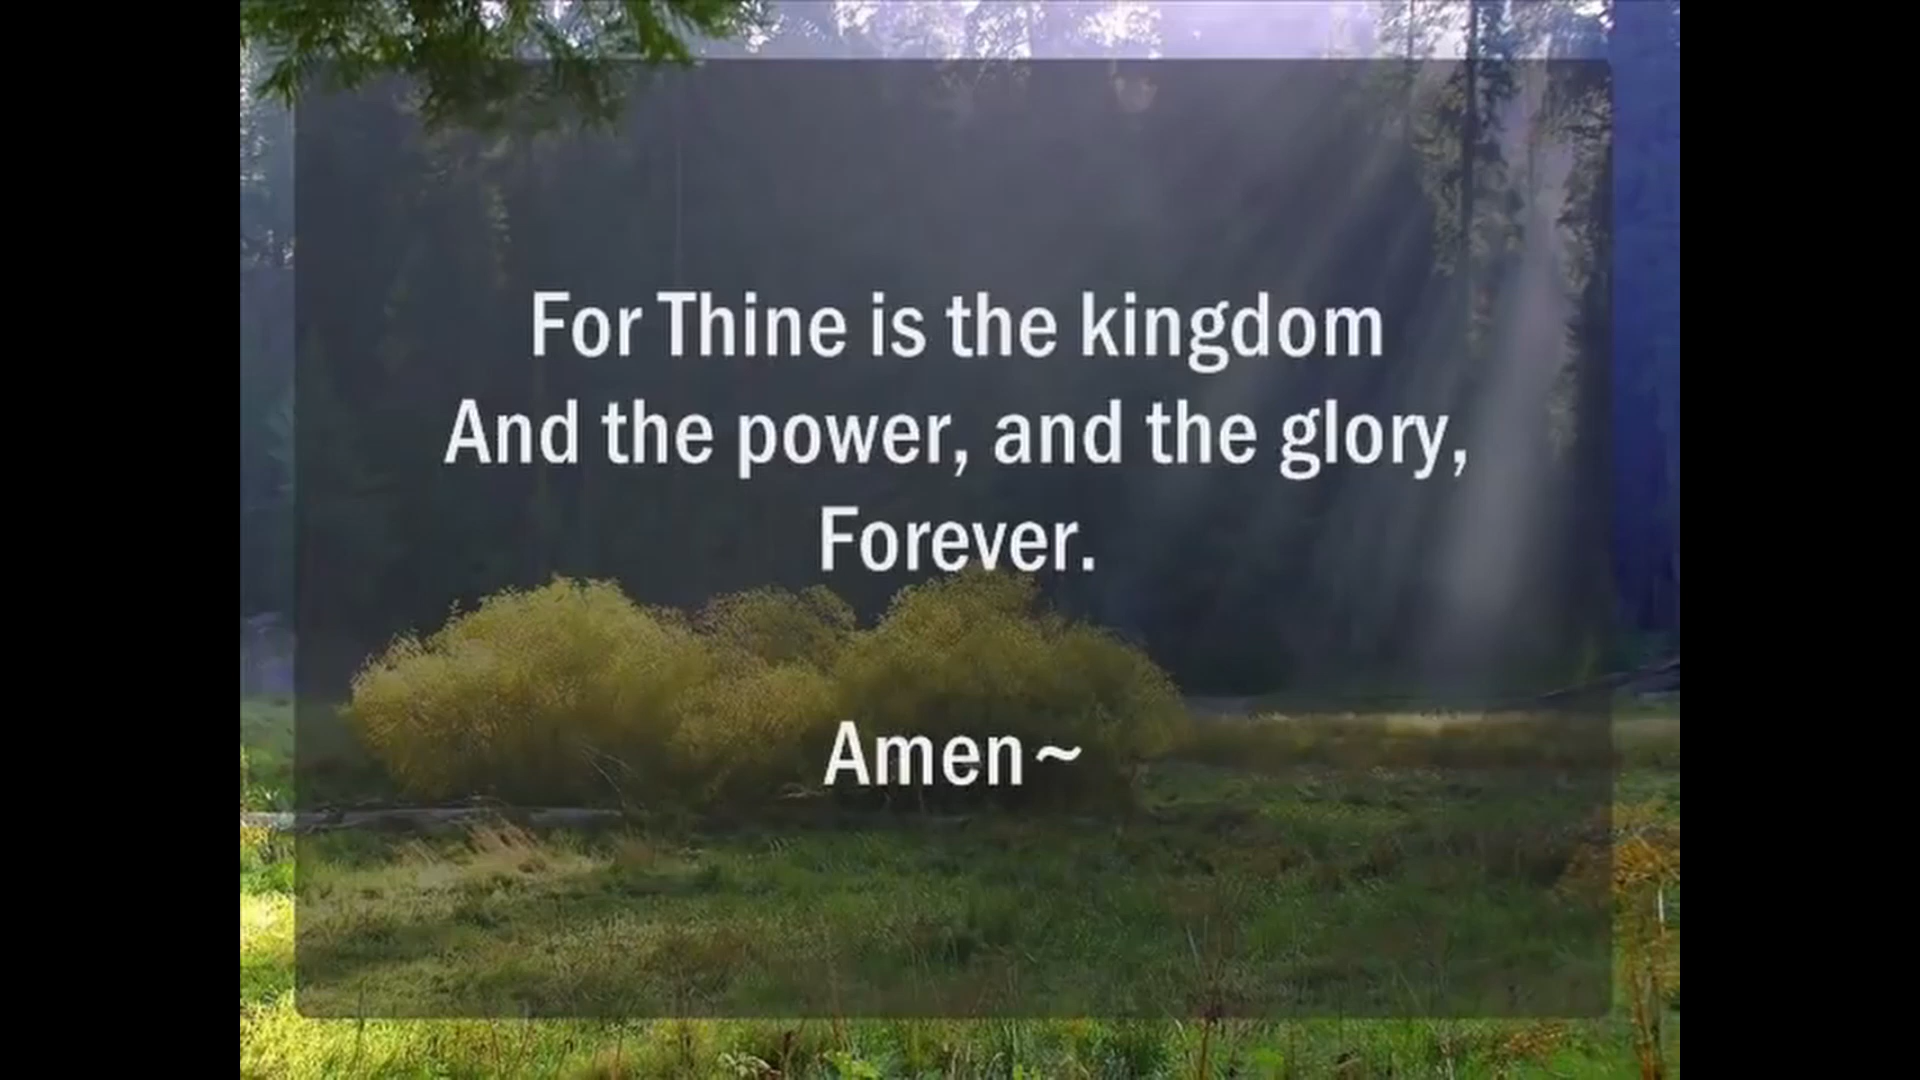 For Thine is the kingdom
And the power, and the glory,
Forever.
Amen~